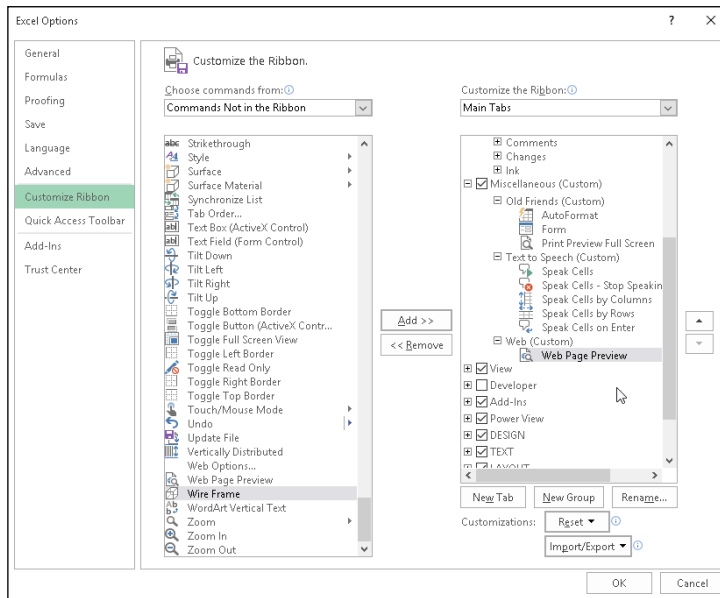 Excel Options
?
General
Formulas
Proofing
Save
Language
Advanced
Customize Ribbon
Quick Access Toolbar
Add-Ins
Trust Center
Customize the Ribbon.
Choose commands from:
Commands Not in the Ribbon
abc Strikethrough
Style
Surface
Surface Material
Synchronize List
Tab Order...
Text Box (ActiveX Control)
Text Field (Form Control)
Tilt Down
Tilt Left
Tilt Right
Tilt Up
Toggle Bottom Border
Toggle Button (ActiveX Contr...
Toggle Full Screen View
Toggle Left Border
Toggle Read Only
Toggle Right Border
Toggle Top Border
Touch/Mouse Mode
Undo
Update File
Vertically Distributed
Web Options...
Web Page Preview
Wire Frame
WordArt Vertical Text
Zoom
Zoom In
Zoom Out
Add >>
<< Remove
Customize the Ribbon:
Main Tabs
Comments
Changes
Ink
Miscellaneous (Custom)
Old Friends (Custom)
AutoFormat
Form
Print Preview Full Screen
Text to Speech (Custom)
Speak Cells
Speak Cells - Stop Speakin
Speak Cells by Columns
Speak Cells by Rows
Speak Cells on Enter
Web (Custom)
Web Page Preview
View
Developer
Add-Ins
Power View
DESIGN
TEXT
LAYOUT
New Tab
New Group
Rename...
Customizations:
Reset
Import/Export
OK
Cancel